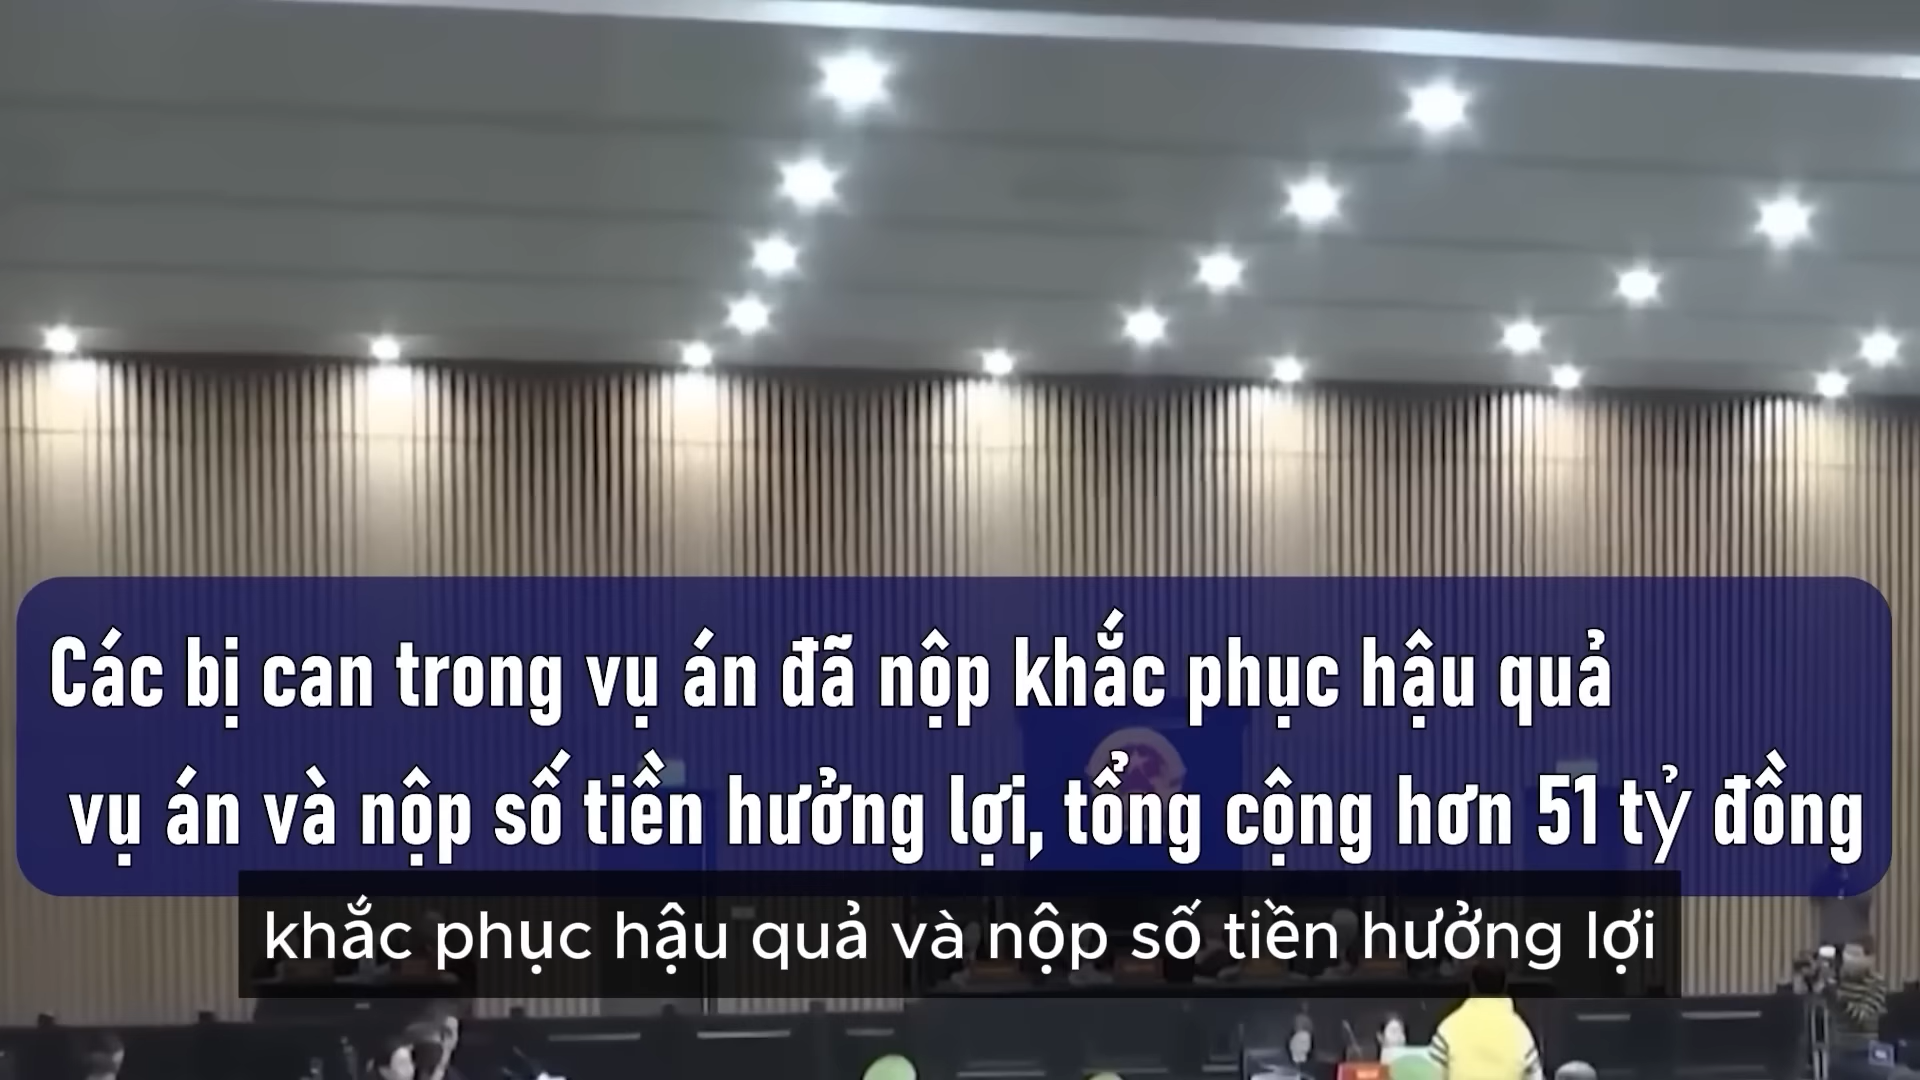 Các bị can trong vụ án đã nộp khắc phục hậu quả
vụ án và nộp số tiền hưởng lợi, tổng cộng hơn 51 tỷ đồng
khắc phục hậu quả và nộp số tiền hưởng lợi